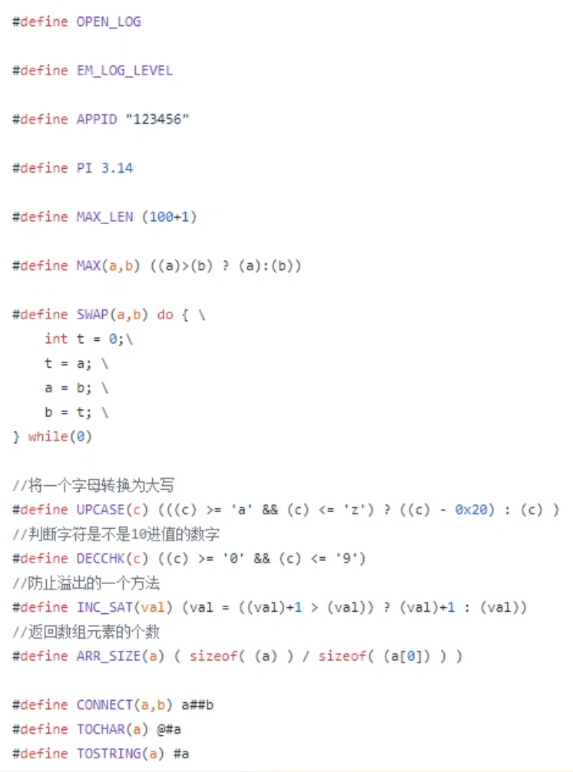 #define OPEN_LOG
#define EM_LOG_LEVEL
#define APPID "123456"
#define PI 3.14
#define MAX_LEN (100+1)
#define MAX(a,b) ((a)>(b) ? (a):(b))
#define SWAP(a,b) do { \
    int t = 0;\
    t = a; \
    a = b; \
    b = t; \
} while(0)
//将一个字母转换为大写
#define UPCASE(c) (((c) >= 'a' && (c) <= 'z') ? ((c) - 0x20) : (c) )
//判断字符是不是10进值的数字
#define DECCHK(c) ((c) >= '0' && (c) <= '9')
//防止溢出的一个方法
#define INC_SAT(val) (val = ((val)+1 > (val)) ? (val)+1 : (val))
//返回数组元素的个数
#define ARR_SIZE(a) ( sizeof( (a) ) / sizeof( (a[0]) ) )
#define CONNECT(a,b) a##b
#define TOCHAR(a) @#a
#define TOSTRING(a) #a